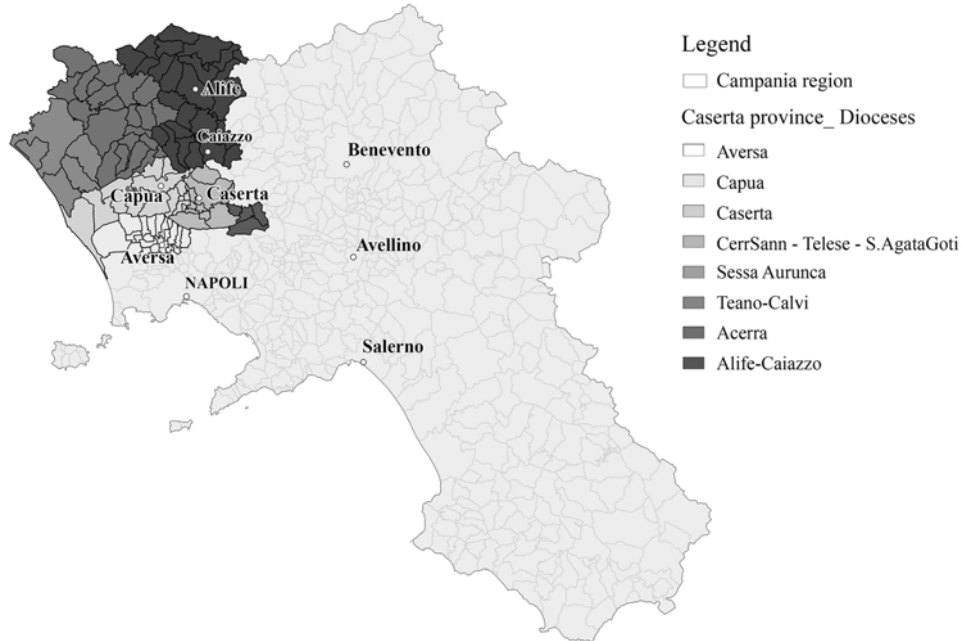 Legend
Campania region
Caserta province_ Dioceses
Aversa
Capua
Caserta
CerrSann - Telese - S.AgataGoti
Sessa Aurunca
Teano-Calvi
Acerra
Alife-Caiazzo
Alife
Caiazzo
Benevento
Capua
Caserta
Avellino
Aversa
NAPOLI
Salerno